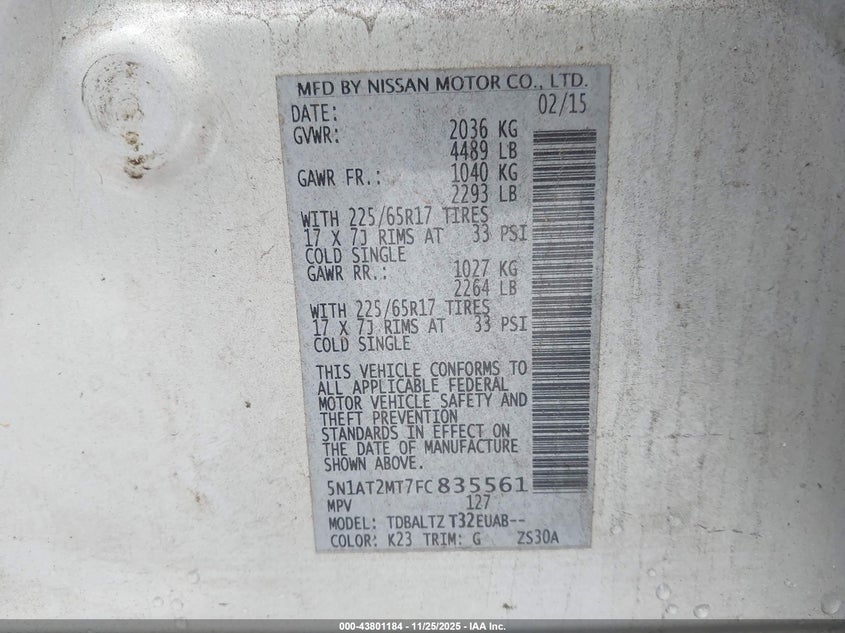 MFD BY NISSAN MOTOR CO., LTD.
DATE: 02/15
GVWR: 2036 KG
4489 LB
GAWR FR.: 1040 KG
2293 LB
WITH 225/65R17 TIRES
17 X 7J RIMS AT 33 PSI
COLD SINGLE
GAWR RR.: 1027 KG
2264 LB
WITH 225/65R17 TIRES
17 X 7J RIMS AT 33 PSI
COLD SINGLE
THIS VEHICLE CONFORMS TO
ALL APPLICABLE FEDERAL
MOTOR VEHICLE SAFETY AND
THEFT PREVENTION
STANDARDS IN EFFECT ON
THE DATE OF MANUFACTURE
SHOWN ABOVE.
5N1AT2MT7FC835561
MPV 127
MODEL: TDBALTZ T32EUAB--
COLOR: K23 TRIM: G ZS30A
000-43801184 - 11/25/2025 - IAA Inc.